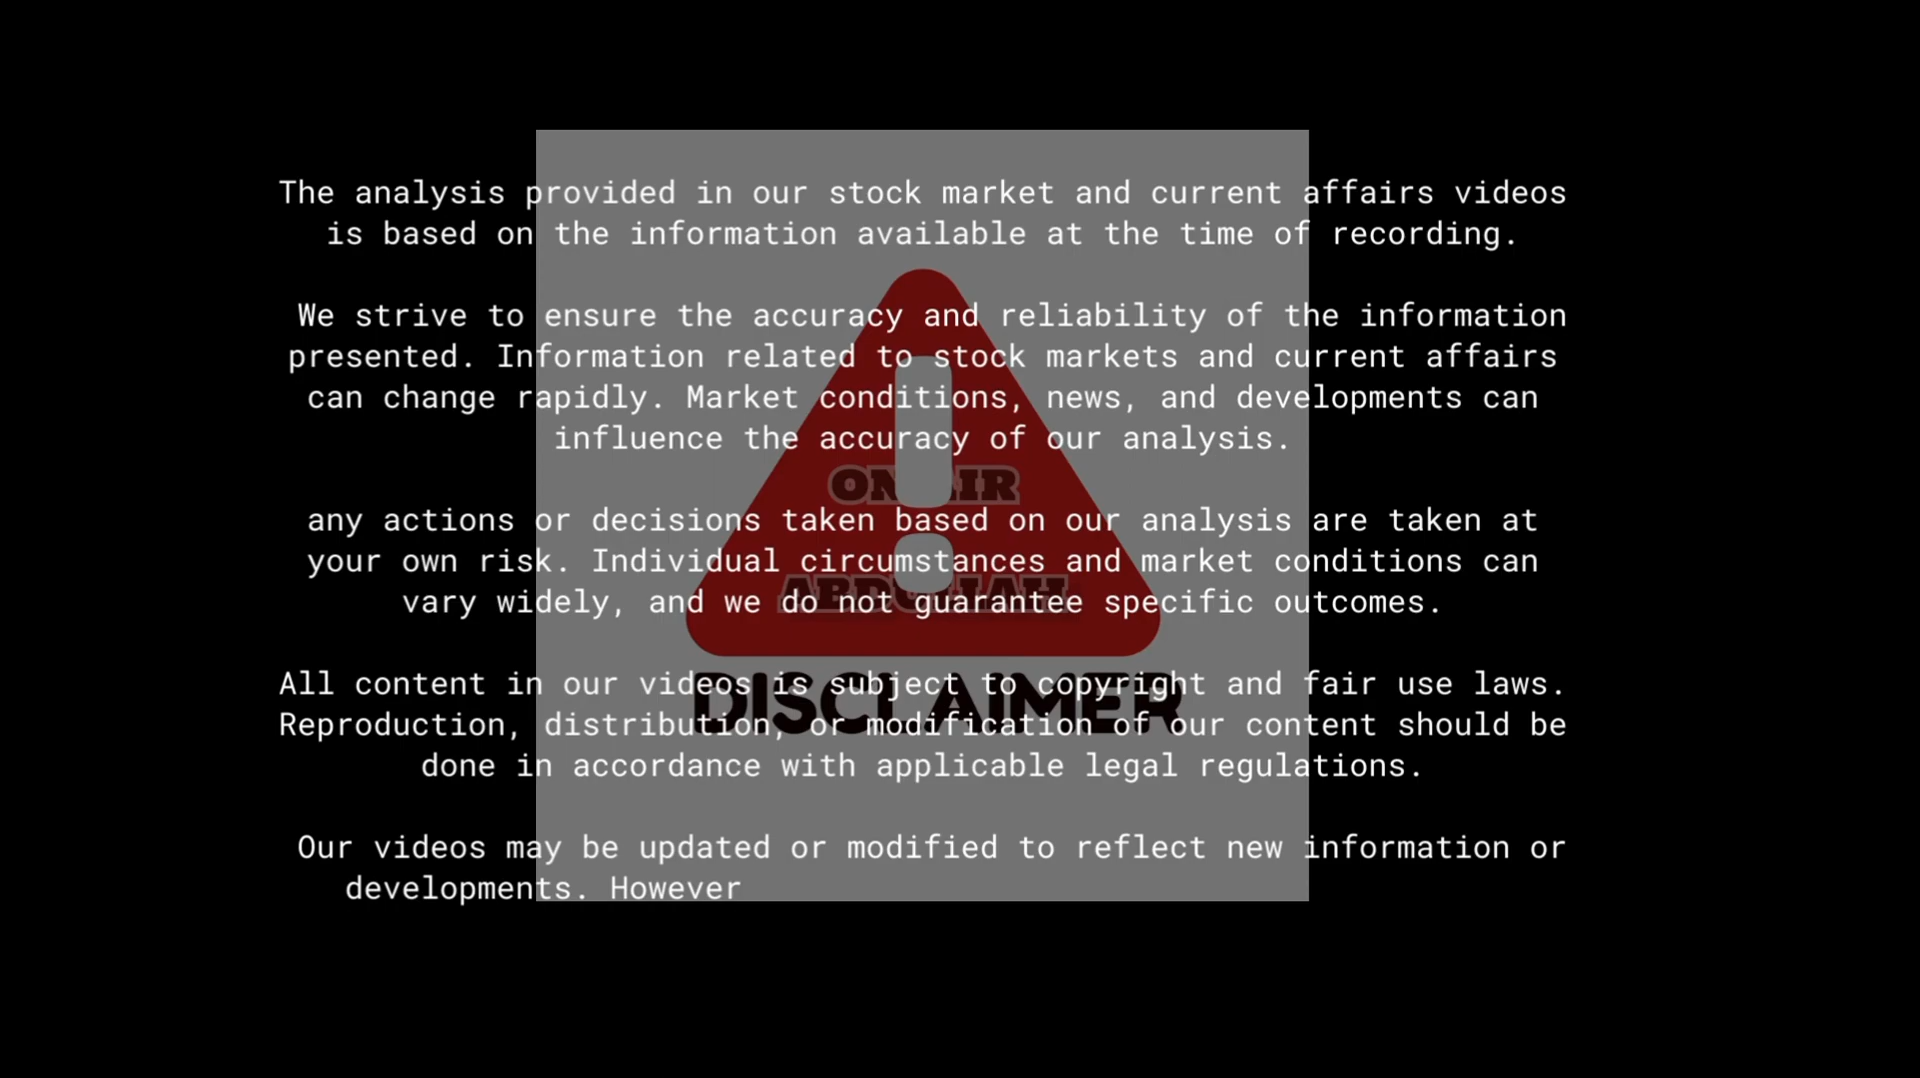 The analysis provided in our stock market and current affairs videos
is based on the information available at the time of recording.
We strive to ensure the accuracy and reliability of the information
presented. Information related to stock markets and current affairs
can change rapidly. Market conditions, news, and developments can
influence the accuracy of our analysis.
ON AIR
any actions or decisions taken based on our analysis are taken at
your own risk. Individual circumstances and market conditions can
vary widely, and we do not guarantee specific outcomes.
All content in our videos is subject to copyright and fair use laws.
DISCLAIMER
Reproduction, distribution, or modification of our content should be
done in accordance with applicable legal regulations.
Our videos may be updated or modified to reflect new information or
developments. However